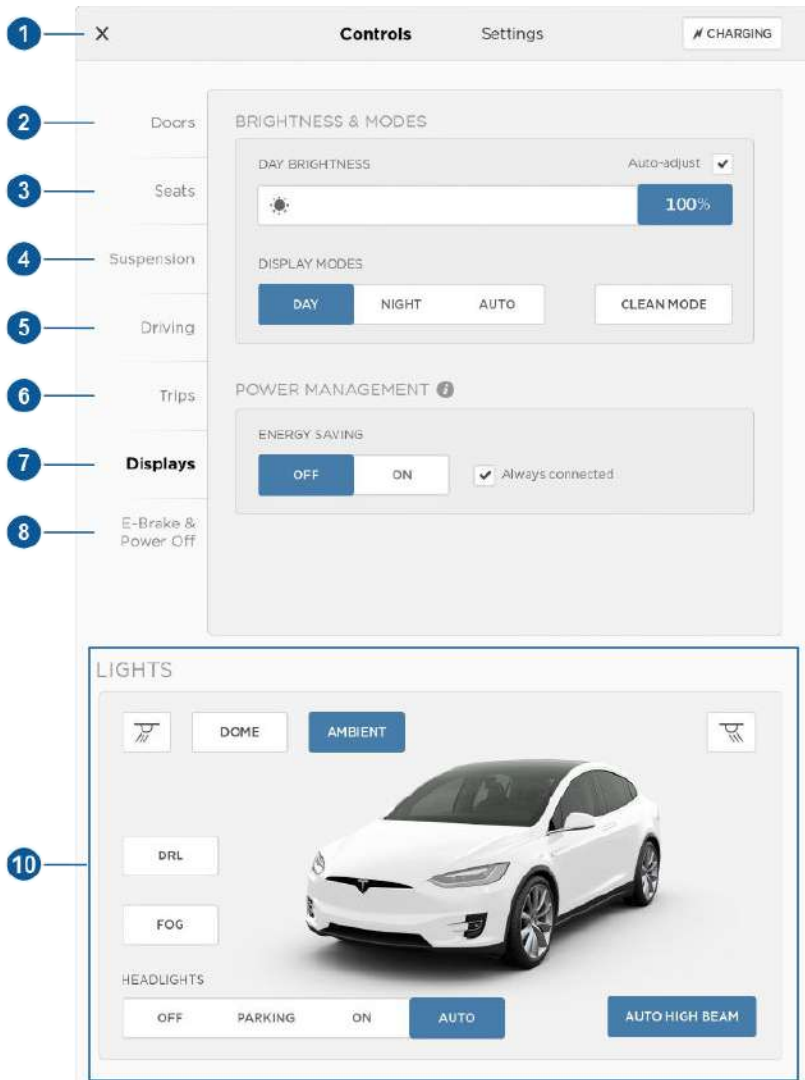 1 X Controls Settings CHARGING
2 Doors
3 Seats
4 Suspension
5 Driving
6 Trips
7 Displays
8 E-Brake &
Power Off
BRIGHTNESS & MODES
DAY BRIGHTNESS Auto-adjust
100%
DISPLAY MODES
DAY NIGHT AUTO CLEAN MODE
POWER MANAGEMENT i
ENERGY SAVING
OFF ON Always connected
LIGHTS
DOME AMBIENT
10 DRL
FOG
HEADLIGHTS
OFF PARKING ON AUTO AUTO HIGH BEAM